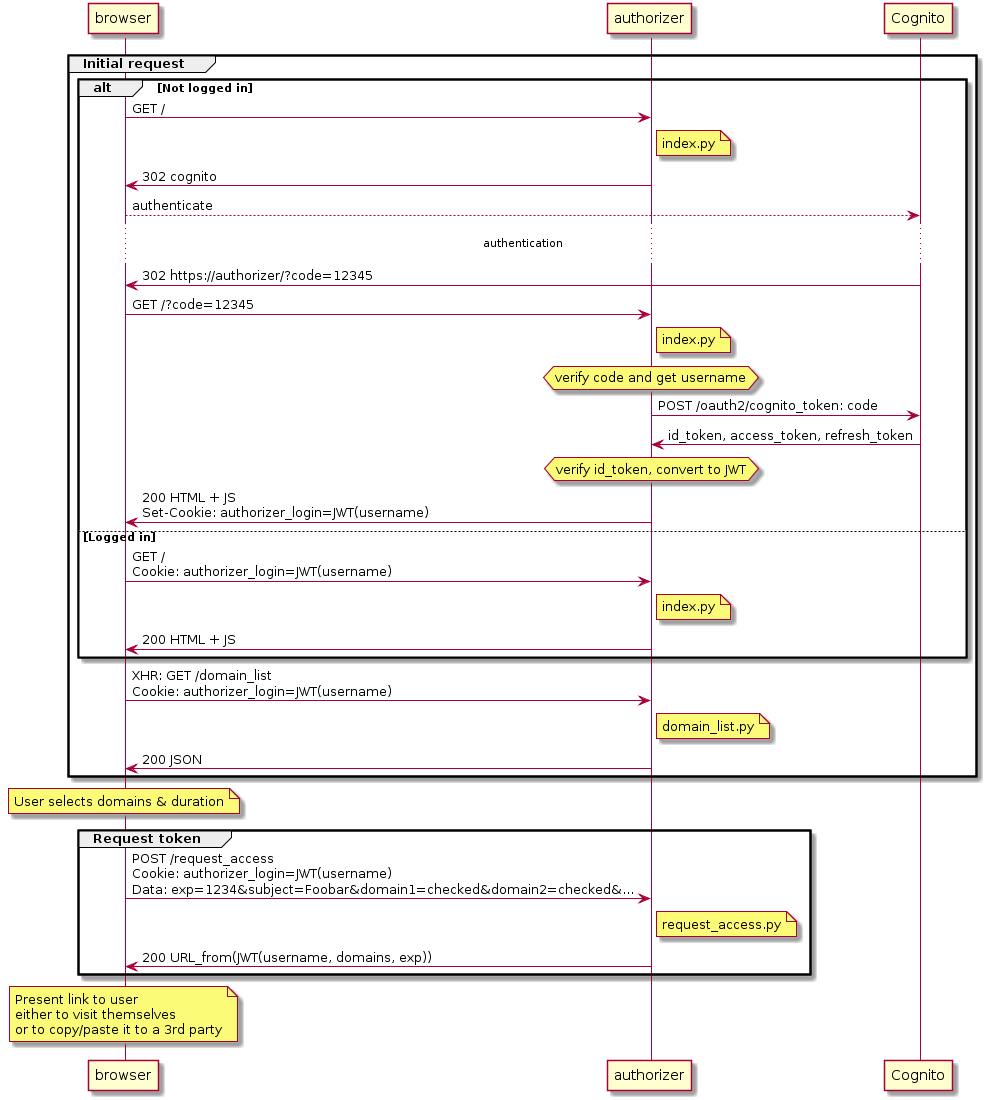 browser
authorizer
Cognito
Initial request
alt
[Not logged in]
GET /
index.py
302 cognito
authenticate
authentication
302 https://authorizer/?code=12345
GET /?code=12345
index.py
verify code and get username
POST /oauth2/cognito_token: code
id_token, access_token, refresh_token
verify id_token, convert to JWT
200 HTML + JS
Set-Cookie: authorizer_login=JWT(username)
[Logged in]
GET /
Cookie: authorizer_login=JWT(username)
index.py
200 HTML + JS
XHR: GET /domain_list
Cookie: authorizer_login=JWT(username)
domain_list.py
200 JSON
User selects domains & duration
Request token
POST /request_access
Cookie: authorizer_login=JWT(username)
Data: exp=1234&subject=Foobar&domain1=checked&domain2=checked&...
request_access.py
200 URL_from(JWT(username, domains, exp))
Present link to user
either to visit themselves
or to copy/paste it to a 3rd party
browser
authorizer
Cognito